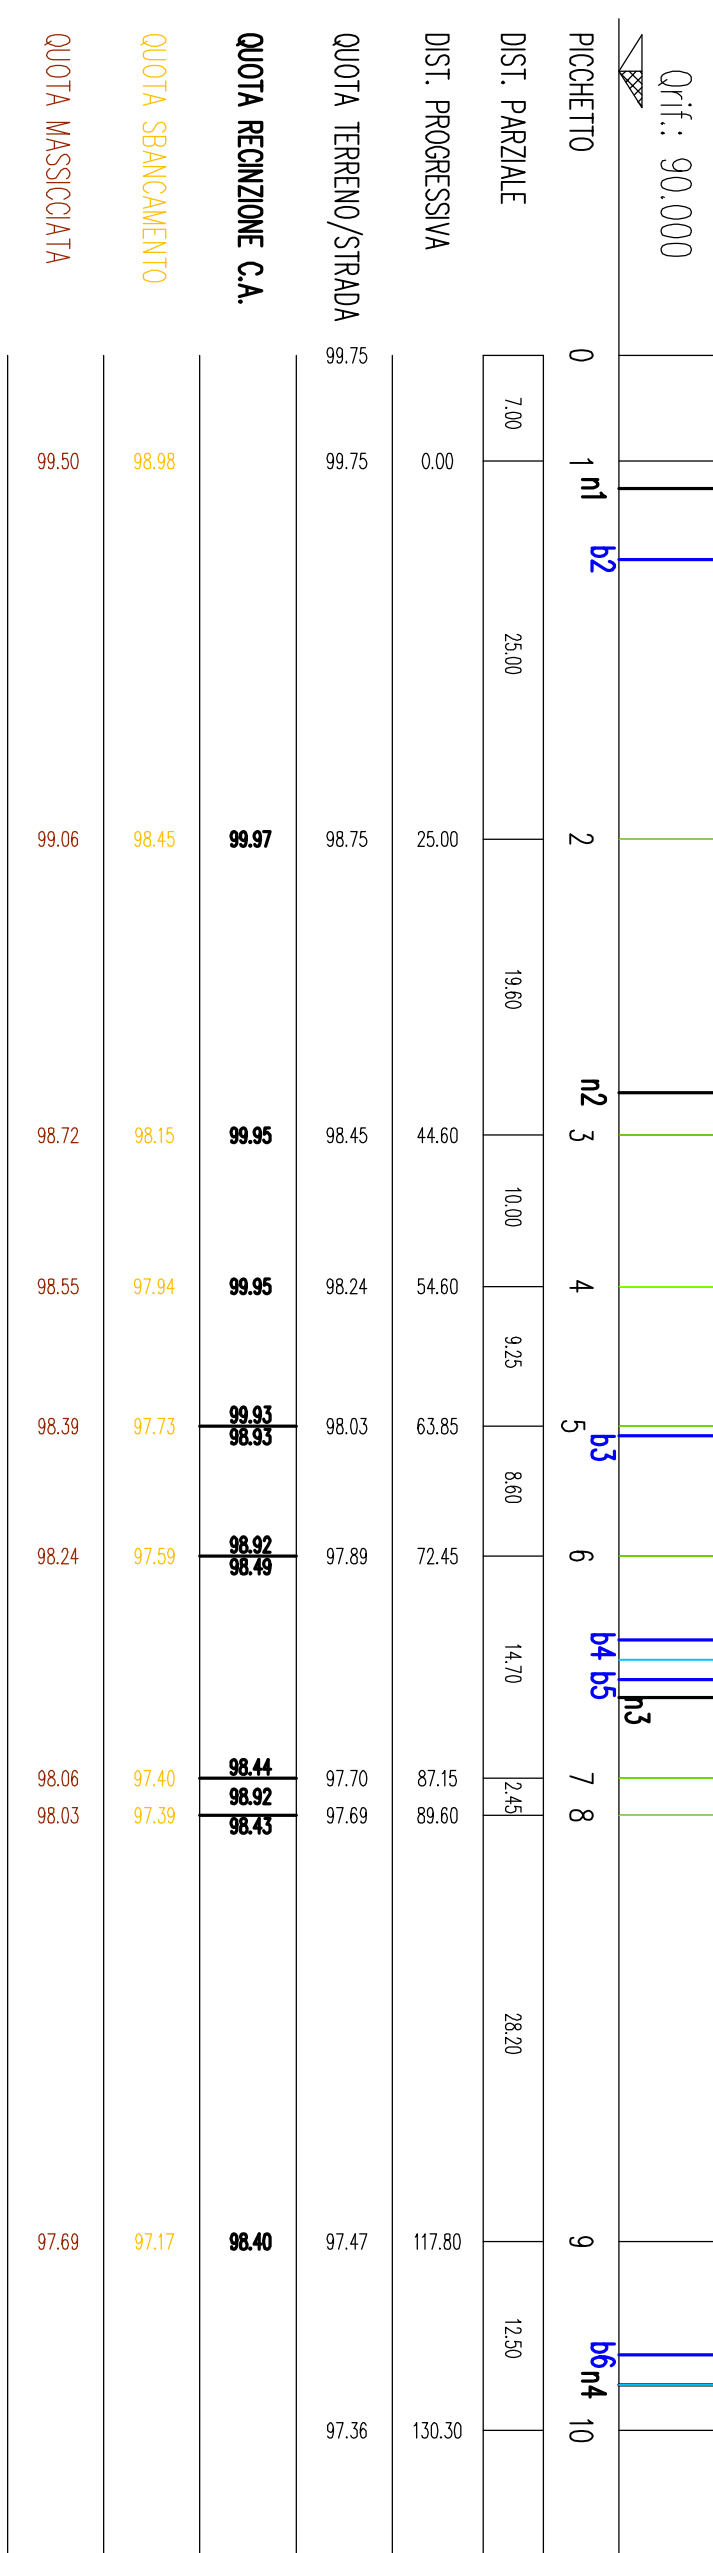 Qrif.: 90.000
PICCHETTO 0 1 n1 b2 2 n2 3 4 5 b3 6 b4 b5 n3 7 8 9 b6 n4 10
DIST. PARZIALE 7.00 25.00 19.60 10.00 9.25 8.60 14.70 2.45 28.20 12.50
DIST. PROGRESSIVA 0.00 25.00 44.60 54.60 63.85 72.45 87.15 89.60 117.80 130.30
QUOTA TERRENO/STRADA 99.75 99.75 98.75 98.45 98.24 98.03 97.89 97.70 97.69 97.47 97.36
QUOTA RECINZIONE C.A. 99.97 99.95 99.95 99.93 98.93 98.92 98.49 98.44 98.92 98.43 98.40
QUOTA SBANCAMENTO 98.98 98.45 98.15 97.94 97.73 97.59 97.40 97.39 97.17
QUOTA MASSICCIATA 99.50 99.06 98.72 98.55 98.39 98.24 98.06 98.03 97.69